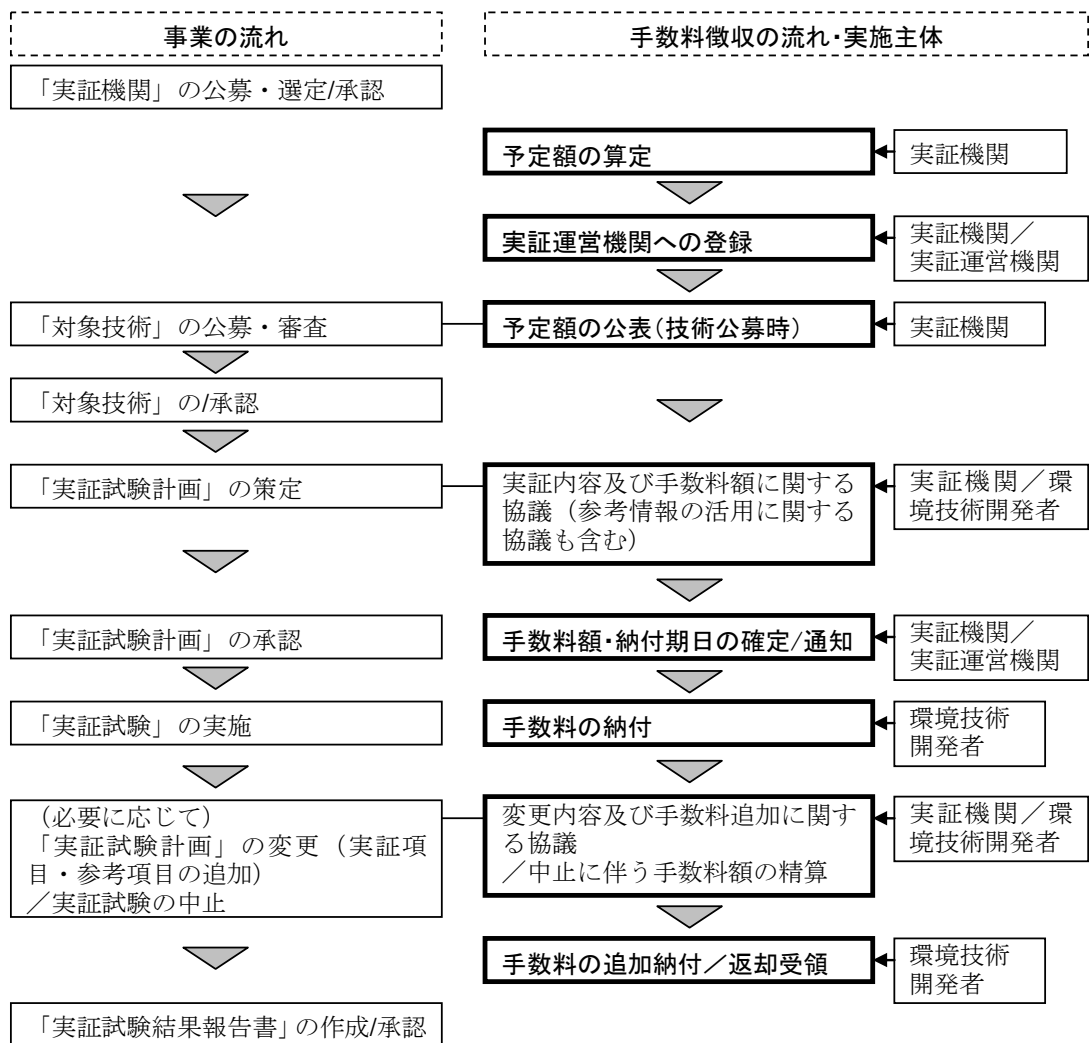 事業の流れ
手数料徴収の流れ・実施主体
「実証機関」の公募・選定/承認
予定額の算定
実証機関
実証運営機関への登録
実証機関／
実証運営機関
「対象技術」の公募・審査
予定額の公表(技術公募時)
実証機関
「対象技術」の/承認
「実証試験計画」の策定
実証内容及び手数料額に関する
協議（参考情報の活用に関する
協議も含む）
実証機関／環
境技術開発者
「実証試験計画」の承認
手数料額・納付期日の確定/通知
実証機関／
実証運営機関
「実証試験」の実施
手数料の納付
環境技術
開発者
（必要に応じて）
「実証試験計画」の変更（実証項
目・参考項目の追加）
／実証試験の中止
変更内容及び手数料追加に関す
る協議
／中止に伴う手数料額の精算
実証機関／環
境技術開発者
手数料の追加納付／返却受領
環境技術
開発者
「実証試験結果報告書」の作成/承認